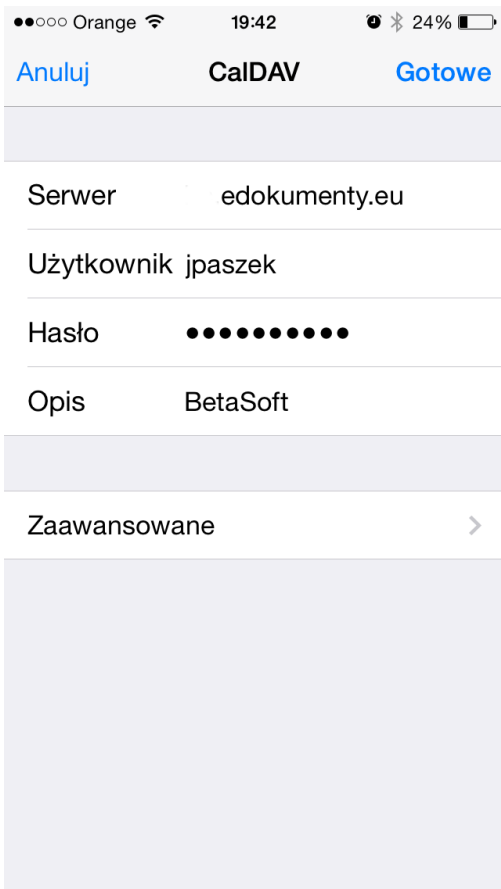 Orange 19:42 24%
Anuluj CalDAV Gotowe
Serwer edokumenty.eu
Użytkownik jpaszek
Hasło ••••••••••
Opis BetaSoft
Zaawansowane